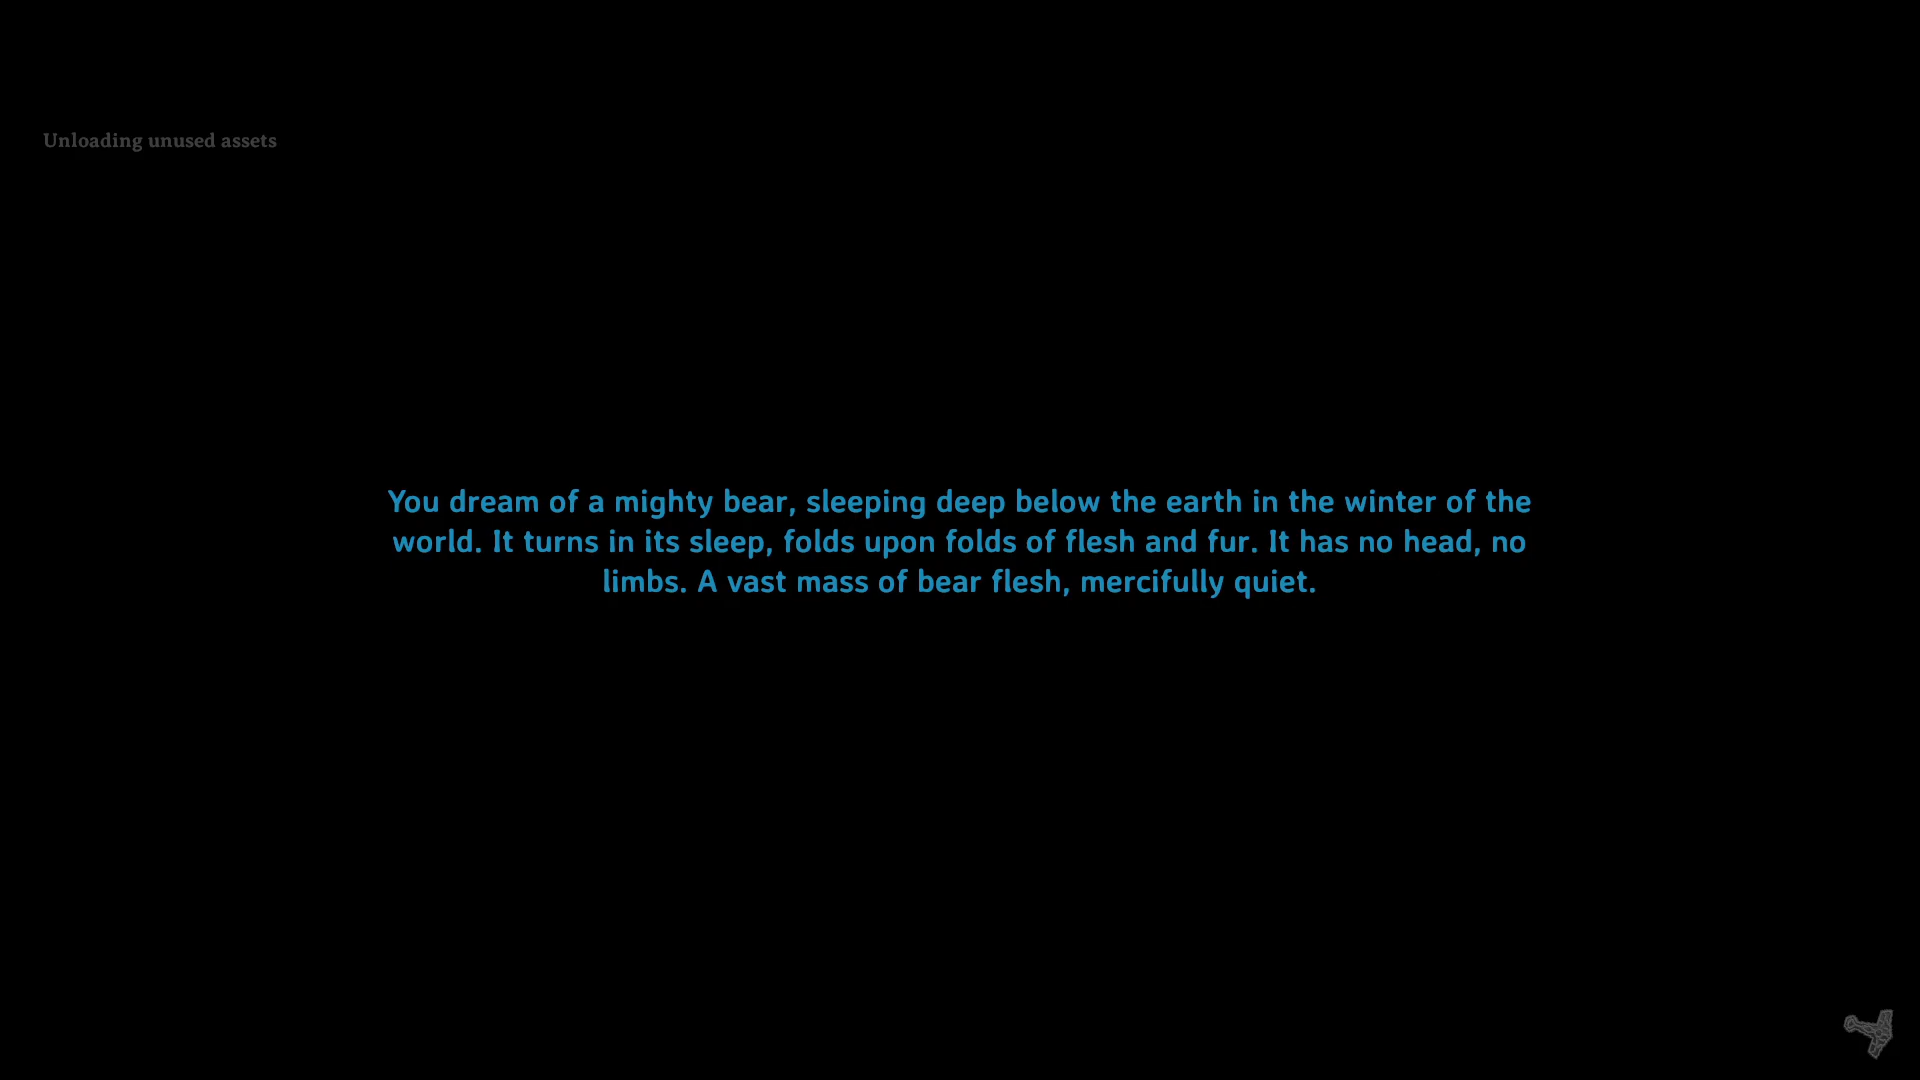 Unloading unused assets
You dream of a mighty bear, sleeping deep below the earth in the winter of the
world. It turns in its sleep, folds upon folds of flesh and fur. It has no head, no
limbs. A vast mass of bear flesh, mercifully quiet.